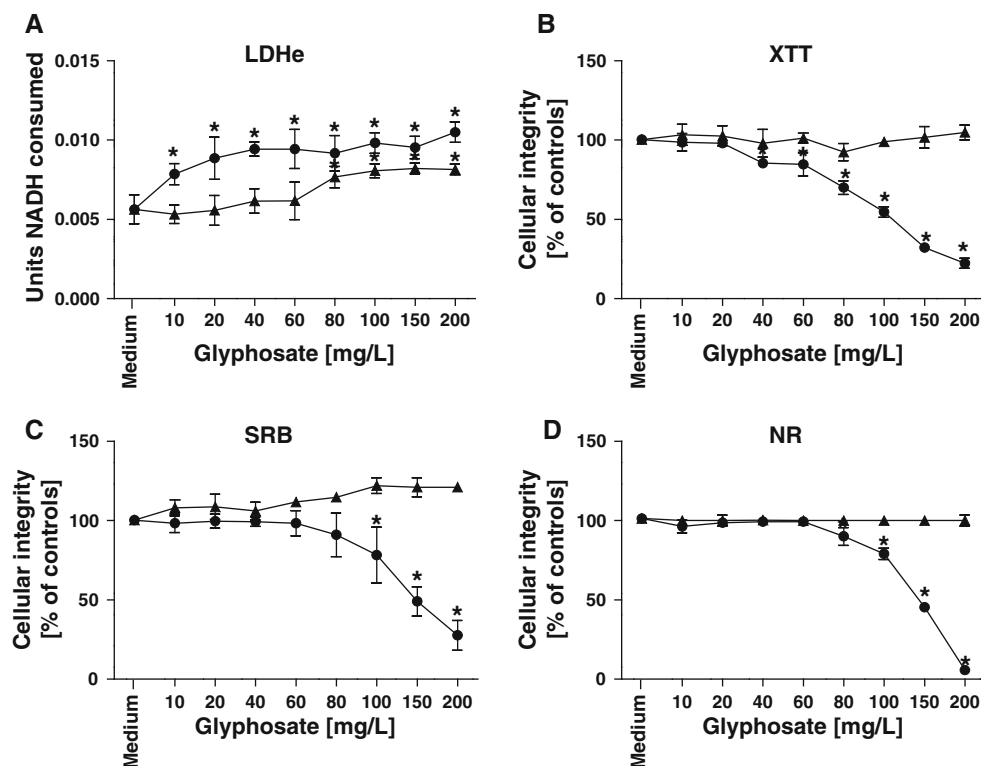 A
LDHe
Units NADH consumed
0.015
0.010
0.005
0.000
* * * * * * * *
* * * *
Medium 10 20 40 60 80 100 150 200
Glyphosate [mg/L]
B
XTT
Cellular integrity
[% of controls]
150
100
50
0
* * * * * *
Medium 10 20 40 60 80 100 150 200
Glyphosate [mg/L]
C
SRB
Cellular integrity
[% of controls]
150
100
50
0
* * *
Medium 10 20 40 60 80 100 150 200
Glyphosate [mg/L]
D
NR
Cellular integrity
[% of controls]
150
100
50
0
* * *
Medium 10 20 40 60 80 100 150 200
Glyphosate [mg/L]